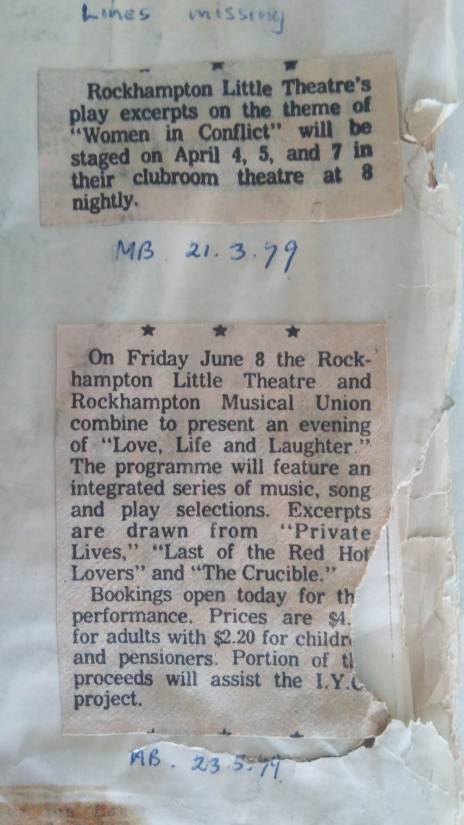 Lines missing
★ ★
Rockhampton Little Theatre's
play excerpts on the theme of
"Women in Conflict" will be
staged on April 4, 5, and 7 in
their clubroom theatre at 8
nightly.
MB. 21.3.79
★ ★ ★
On Friday June 8 the Rock-
hampton Little Theatre and
Rockhampton Musical Union
combine to present an evening
of "Love, Life and Laughter."
The programme will feature an
integrated series of music, song
and play selections. Excerpts
are drawn from "Private
Lives," "Last of the Red Hot
Lovers" and "The Crucible."
Bookings open today for th
performance. Prices are $4.
for adults with $2.20 for childr
and pensioners. Portion of t
proceeds will assist the I.Y.C.
project.
MB. 23.5.79